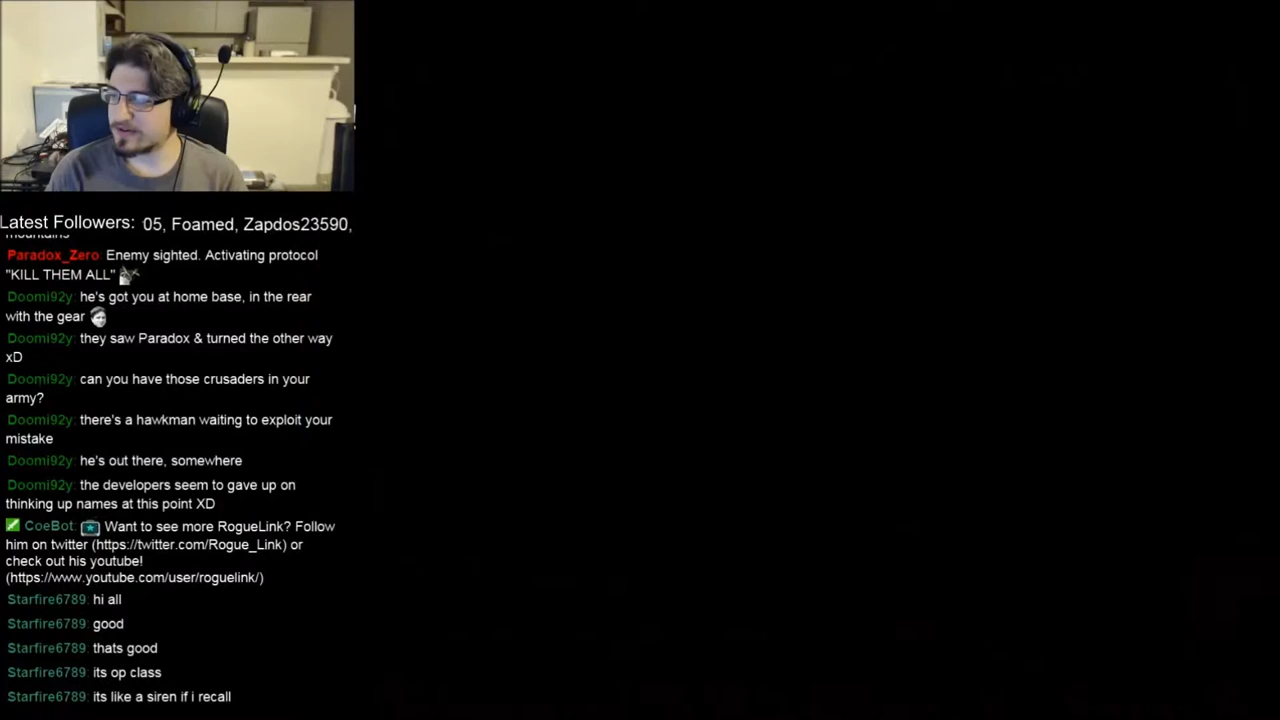 Latest Followers: 05, Foamed, Zapdos23590,
mountains
Paradox_Zero Enemy sighted. Activating protocol
"KILL THEM ALL"
Doomi92y: he's got you at home base, in the rear
with the gear
Doomi92y: they saw Paradox & turned the other way
xD
Doomi92y: can you have those crusaders in your
army?
Doomi92y: there's a hawkman waiting to exploit your
mistake
Doomi92y: he's out there, somewhere
Doomi92y: the developers seem to gave up on
thinking up names at this point XD
CoeBot: Want to see more RogueLink? Follow
him on twitter (https://twitter.com/Rogue_Link) or
check out his youtube!
(https://www.youtube.com/user/roguelink/)
Starfire6789: hi all
Starfire6789: good
Starfire6789: thats good
Starfire6789: its op class
Starfire6789: its like a siren if i recall